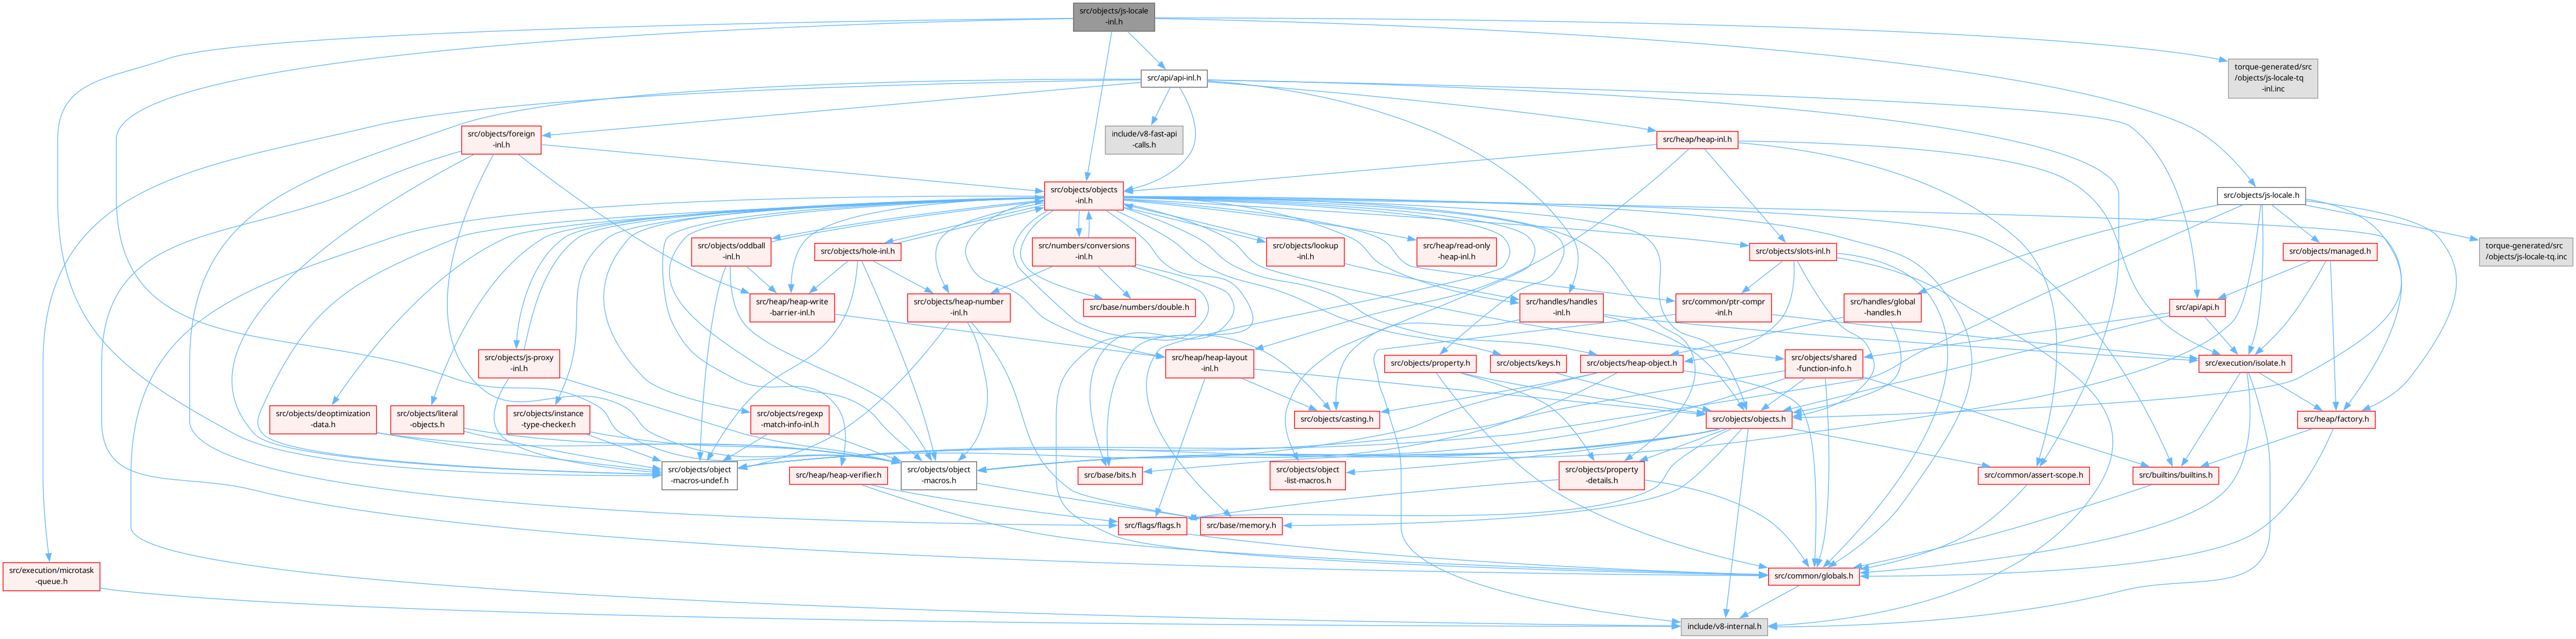 src/objects/js-locale
-inl.h
src/api/api-inl.h
torque-generated/src
/objects/js-locale-tq
-inl.inc
src/objects/foreign
-inl.h
include/v8-fast-api
-calls.h
src/heap/heap-inl.h
src/objects/objects
-inl.h
src/objects/js-locale.h
src/objects/oddball
-inl.h
src/objects/hole-inl.h
src/numbers/conversions
-inl.h
src/objects/lookup
-inl.h
src/heap/read-only
-heap-inl.h
src/objects/slots-inl.h
src/objects/managed.h
torque-generated/src
/objects/js-locale-tq.inc
src/heap/heap-write
-barrier-inl.h
src/objects/heap-number
-inl.h
src/base/numbers/double.h
src/handles/handles
-inl.h
src/common/ptr-compr
-inl.h
src/handles/global
-handles.h
src/api/api.h
src/objects/js-proxy
-inl.h
src/heap/heap-layout
-inl.h
src/objects/property.h
src/objects/keys.h
src/objects/heap-object.h
src/objects/shared
-function-info.h
src/execution/isolate.h
src/objects/deoptimization
-data.h
src/objects/literal
-objects.h
src/objects/instance
-type-checker.h
src/objects/regexp
-match-info-inl.h
src/objects/casting.h
src/objects/objects.h
src/heap/factory.h
src/objects/object
-macros-undef.h
src/heap/heap-verifier.h
src/objects/object
-macros.h
src/base/bits.h
src/objects/object
-list-macros.h
src/objects/property
-details.h
src/common/assert-scope.h
src/builtins/builtins.h
src/flags/flags.h
src/base/memory.h
src/execution/microtask
-queue.h
src/common/globals.h
include/v8-internal.h